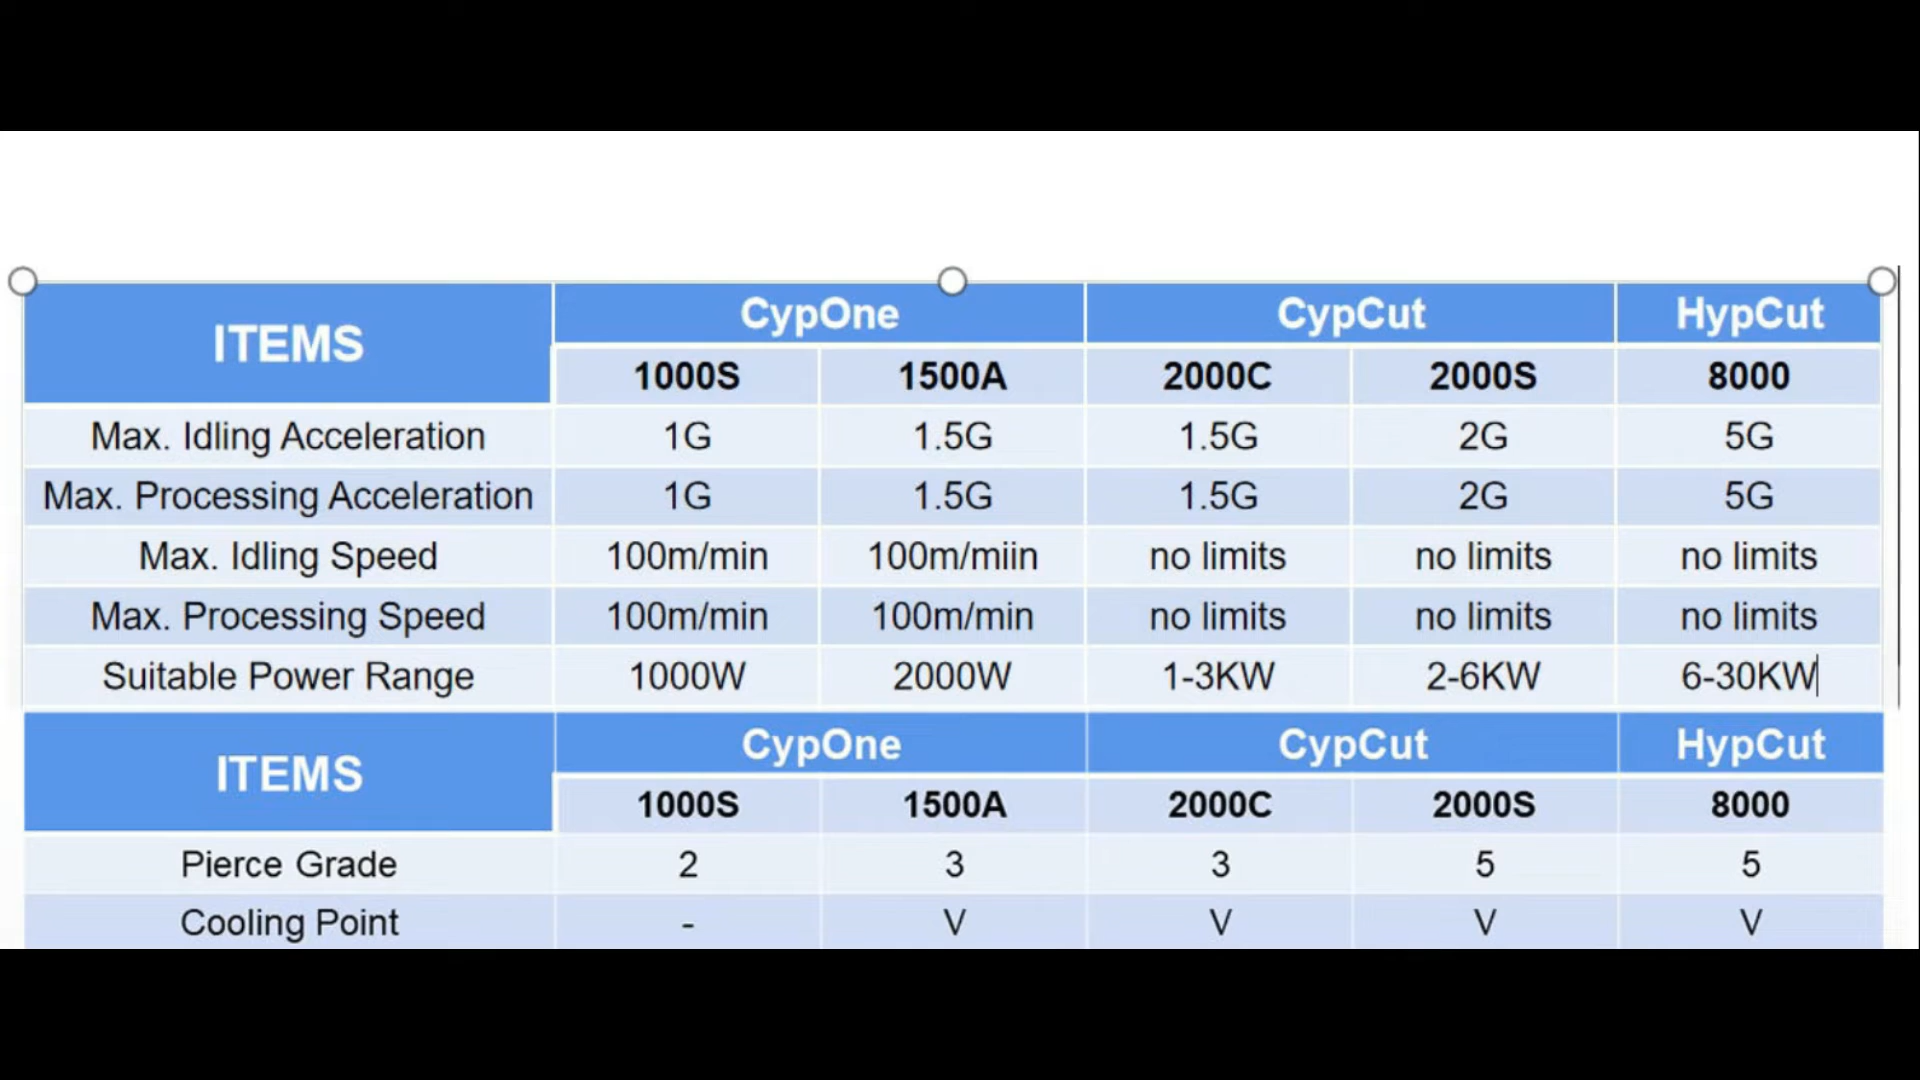 ITEMS CypOne CypCut HypCut
1000S 1500A 2000C 2000S 8000
Max. Idling Acceleration 1G 1.5G 1.5G 2G 5G
Max. Processing Acceleration 1G 1.5G 1.5G 2G 5G
Max. Idling Speed 100m/min 100m/miin no limits no limits no limits
Max. Processing Speed 100m/min 100m/min no limits no limits no limits
Suitable Power Range 1000W 2000W 1-3KW 2-6KW 6-30KW
ITEMS CypOne CypCut HypCut
1000S 1500A 2000C 2000S 8000
Pierce Grade 2 3 3 5 5
Cooling Point - V V V V